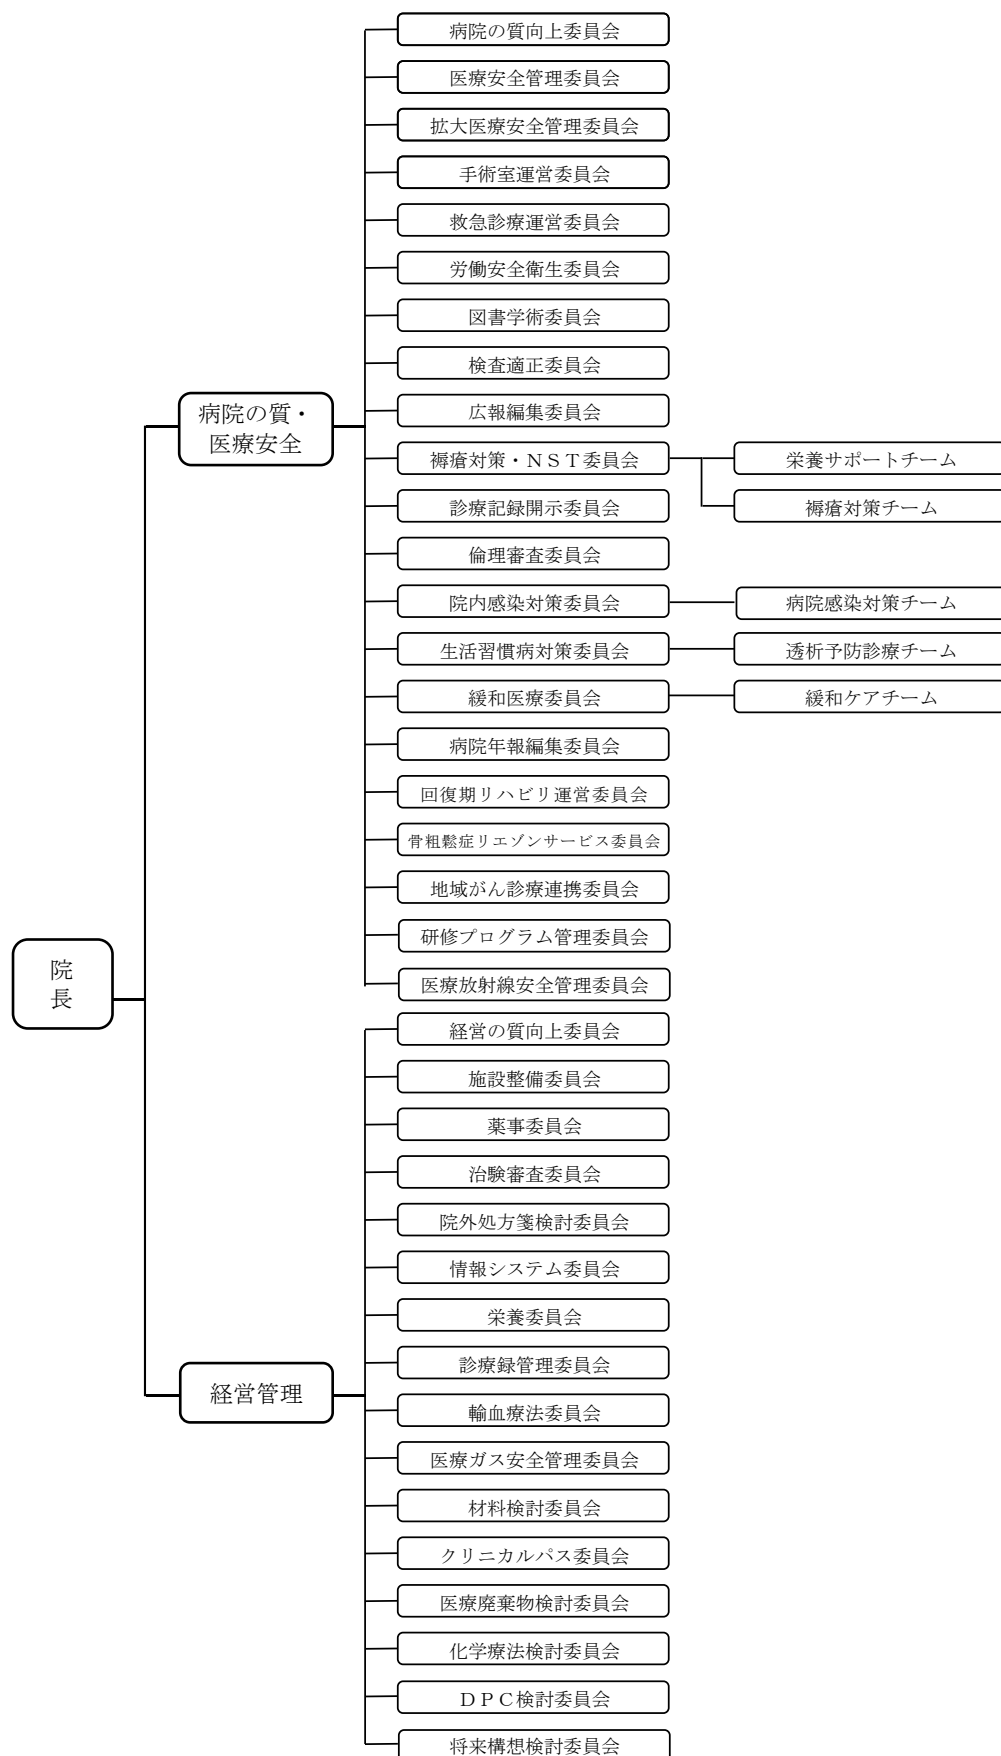 病院の質向上委員会
医療安全管理委員会
拡大医療安全管理委員会
手術室運営委員会
救急診療運営委員会
労働安全衛生委員会
図書学術委員会
検査適正委員会
広報編集委員会
病院の質・
医療安全
褥瘡対策・ＮＳＴ委員会
栄養サポートチーム
褥瘡対策チーム
診療記録開示委員会
倫理審査委員会
院内感染対策委員会
病院感染対策チーム
生活習慣病対策委員会
透析予防診療チーム
緩和医療委員会
緩和ケアチーム
病院年報編集委員会
回復期リハビリ運営委員会
骨粗鬆症リエゾンサービス委員会
地域がん診療連携委員会
研修プログラム管理委員会
医療放射線安全管理委員会
院
長
経営の質向上委員会
施設整備委員会
薬事委員会
治験審査委員会
院外処方箋検討委員会
情報システム委員会
栄養委員会
診療録管理委員会
経営管理
輸血療法委員会
医療ガス安全管理委員会
材料検討委員会
クリニカルパス委員会
医療廃棄物検討委員会
化学療法検討委員会
ＤＰＣ検討委員会
将来構想検討委員会